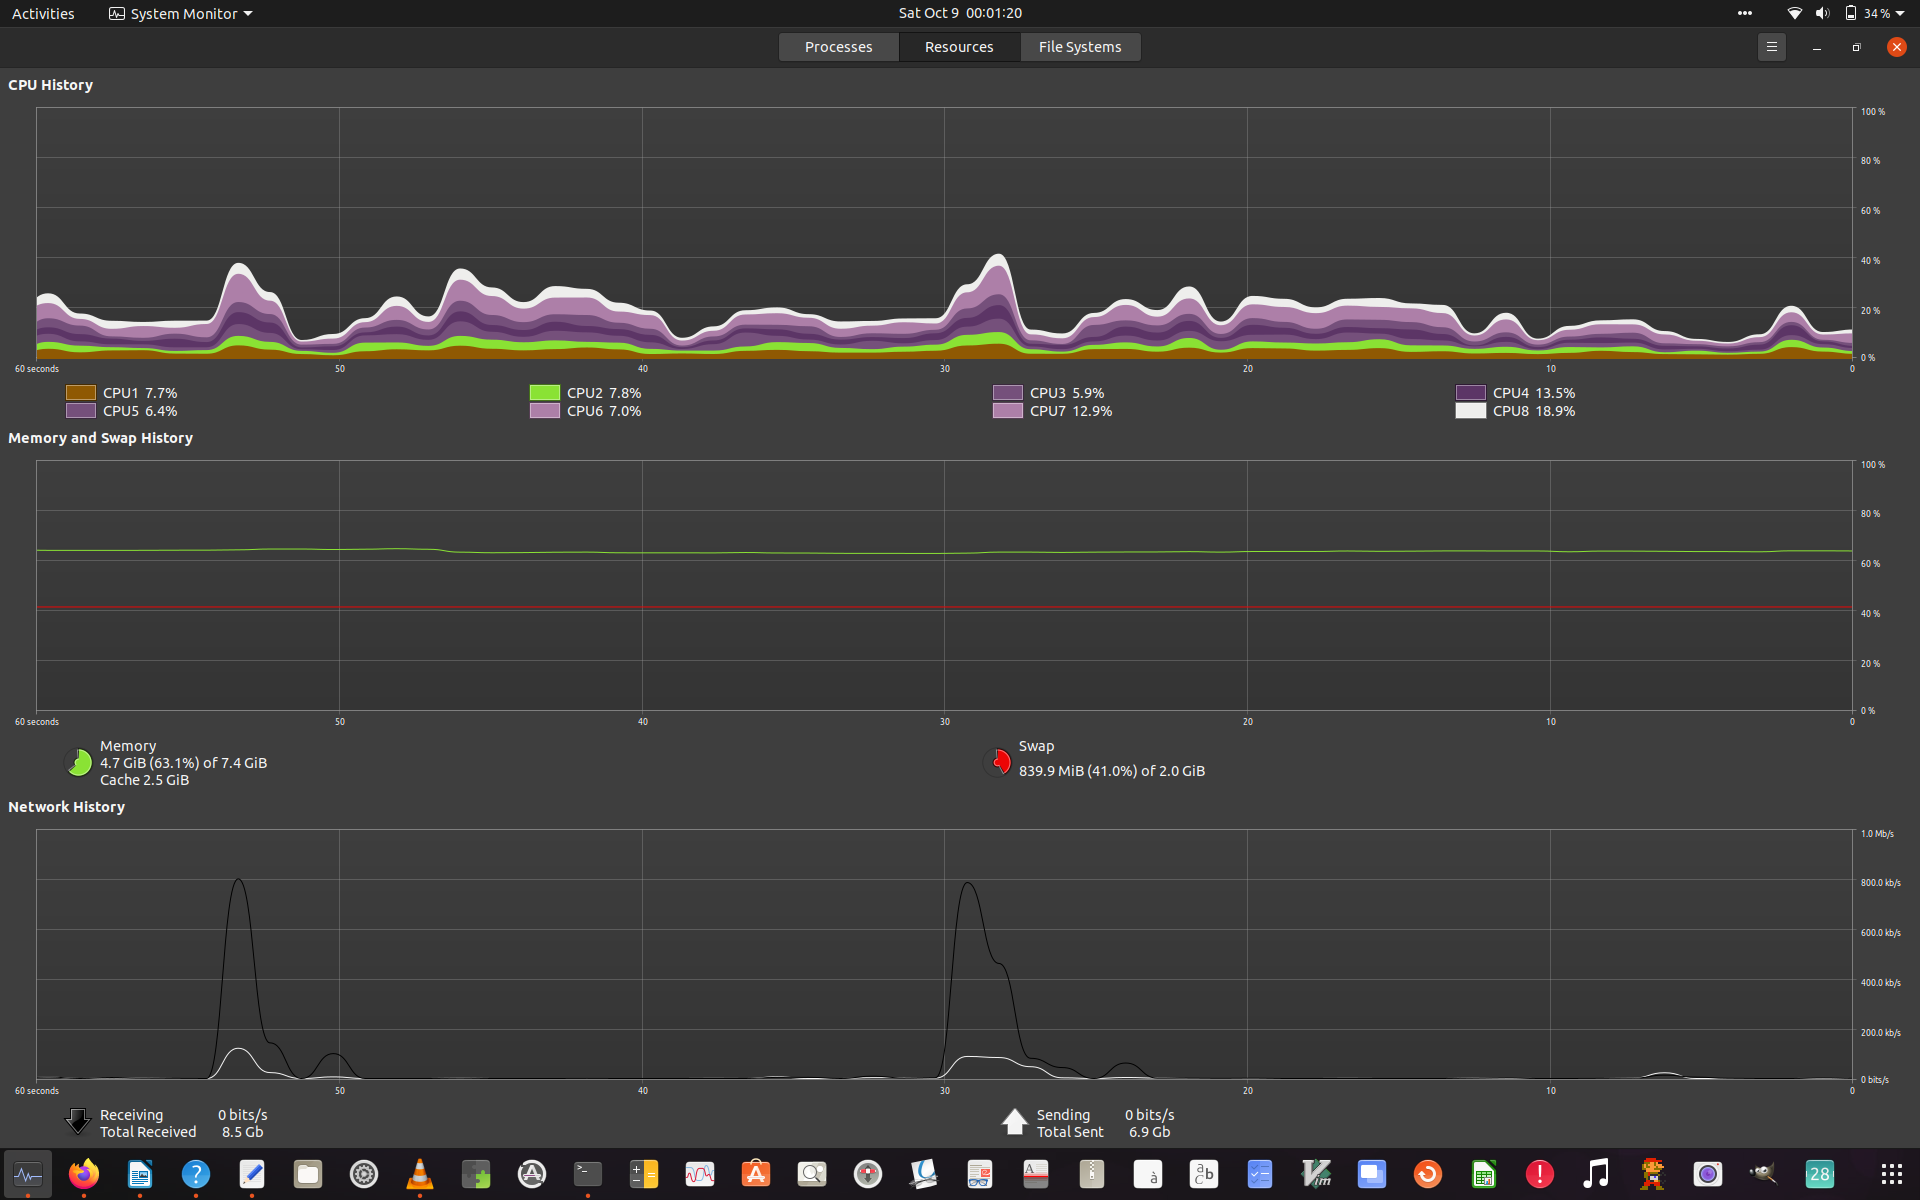 Activities System Monitor Sat Oct 9 00:01:20 34 %
Processes Resources File Systems
CPU History
100 %
80 %
60 %
40 %
20 %
0 %
60 seconds 50 40 30 20 10 0
CPU1 7.7% CPU2 7.8% CPU3 5.9% CPU4 13.5%
CPU5 6.4% CPU6 7.0% CPU7 12.9% CPU8 18.9%
Memory and Swap History
100 %
80 %
60 %
40 %
20 %
0 %
60 seconds 50 40 30 20 10 0
Memory
4.7 GiB (63.1%) of 7.4 GiB
Cache 2.5 GiB
Swap
839.9 MiB (41.0%) of 2.0 GiB
Network History
1.0 Mb/s
800.0 kb/s
600.0 kb/s
400.0 kb/s
200.0 kb/s
0 bits/s
60 seconds 50 40 30 20 10 0
Receiving 0 bits/s Sending 0 bits/s
Total Received 8.5 Gb Total Sent 6.9 Gb
? >_ A à a b c Vim ! 28